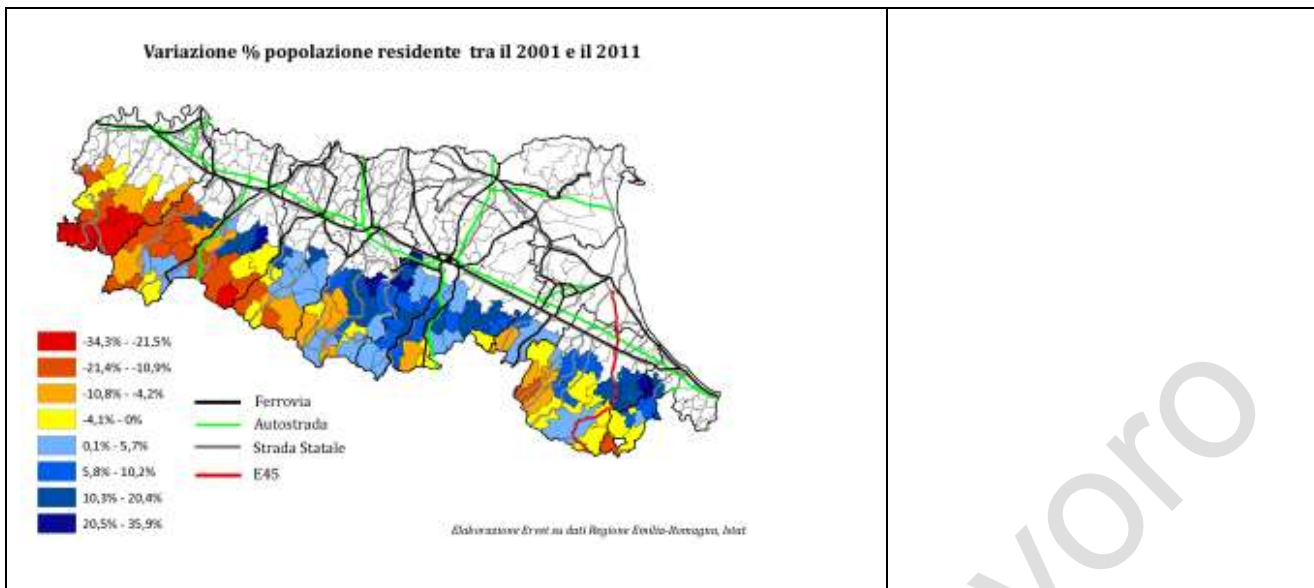 Variazione % popolazione residente tra il 2001 e il 2011
-34,3% - -21,5%
-21,4% - -10,9%
-10,8% - -4,2%
-4,1% - 0%
0,1% - 5,7%
5,8% - 10,2%
10,3% - 20,4%
20,5% - 35,9%
Ferrovia
Autostrada
Strada Statale
E45
Elaborazione Ervet su dati Regione Emilia-Romagna, Istat
voro